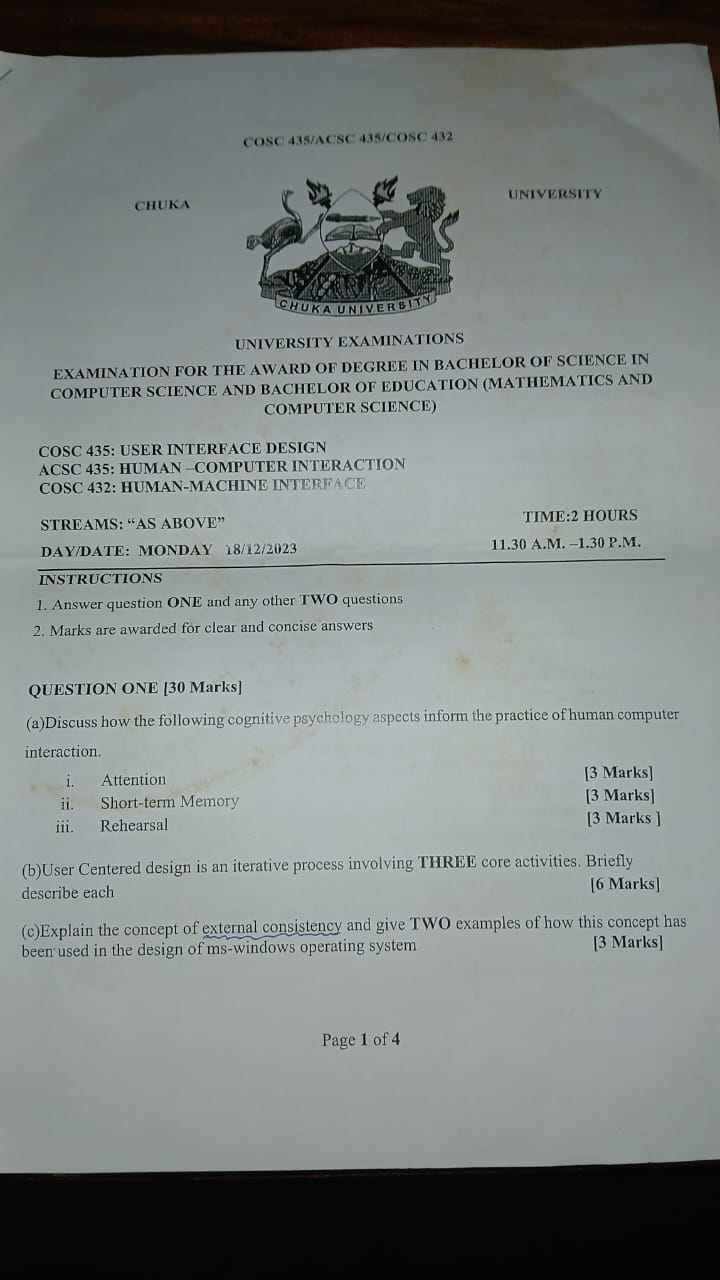 COSC 435/ACSC 435/COSC 432
CHUKA UNIVERSITY
CHUKA UNIVERSITY
UNIVERSITY EXAMINATIONS
EXAMINATION FOR THE AWARD OF DEGREE IN BACHELOR OF SCIENCE IN
COMPUTER SCIENCE AND BACHELOR OF EDUCATION (MATHEMATICS AND
COMPUTER SCIENCE)
COSC 435: USER INTERFACE DESIGN
ACSC 435: HUMAN –COMPUTER INTERACTION
COSC 432: HUMAN-MACHINE INTERFACE
STREAMS: “AS ABOVE” TIME:2 HOURS
DAY/DATE: MONDAY 18/12/2023 11.30 A.M. –1.30 P.M.
INSTRUCTIONS
1. Answer question ONE and any other TWO questions
2. Marks are awarded for clear and concise answers
QUESTION ONE [30 Marks]
(a)Discuss how the following cognitive psychology aspects inform the practice of human computer
interaction.
i. Attention [3 Marks]
ii. Short-term Memory [3 Marks]
iii. Rehearsal [3 Marks ]
(b)User Centered design is an iterative process involving THREE core activities. Briefly
describe each [6 Marks]
(c)Explain the concept of external consistency and give TWO examples of how this concept has
been used in the design of ms-windows operating system [3 Marks]
Page 1 of 4